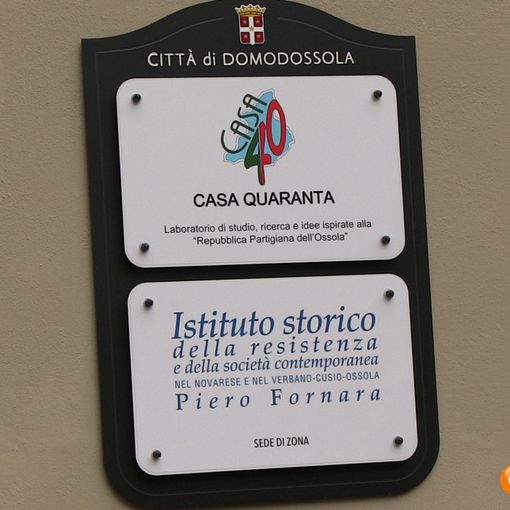 CITTÀ di DOMODOSSOLA
CASA
40
CASA QUARANTA
Laboratorio di studio, ricerca e idee ispirate alla
“Repubblica Partigiana dell’Ossola”
Istituto storico
della resistenza
e della società contemporanea
NEL NOVARESE E NEL VERBANO-CUSIO-OSSOLA
Piero Fornara
SEDE DI ZONA